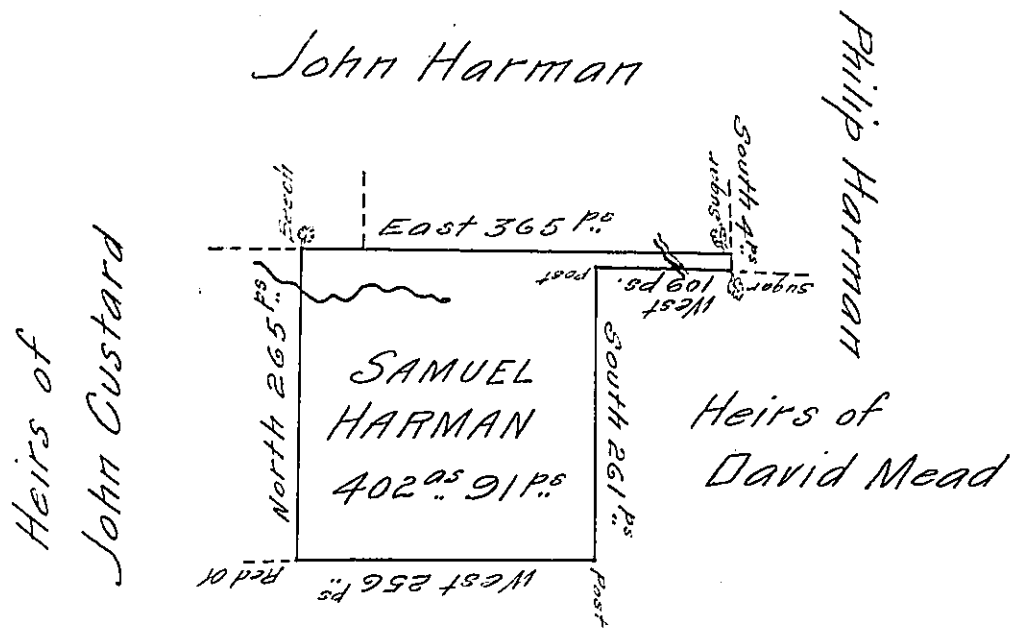 John Harman
Philip Harman
Beech
East 365 Ps
Sugar
South 4 Ps
Post
West
109 Ps.
Sugar
Heirs of
John Custard
North 265 Ps
SAMUEL
HARMAN
402 as 91 Ps
South 261 Ps
Heirs of
David Mead
West 256 Ps
Post